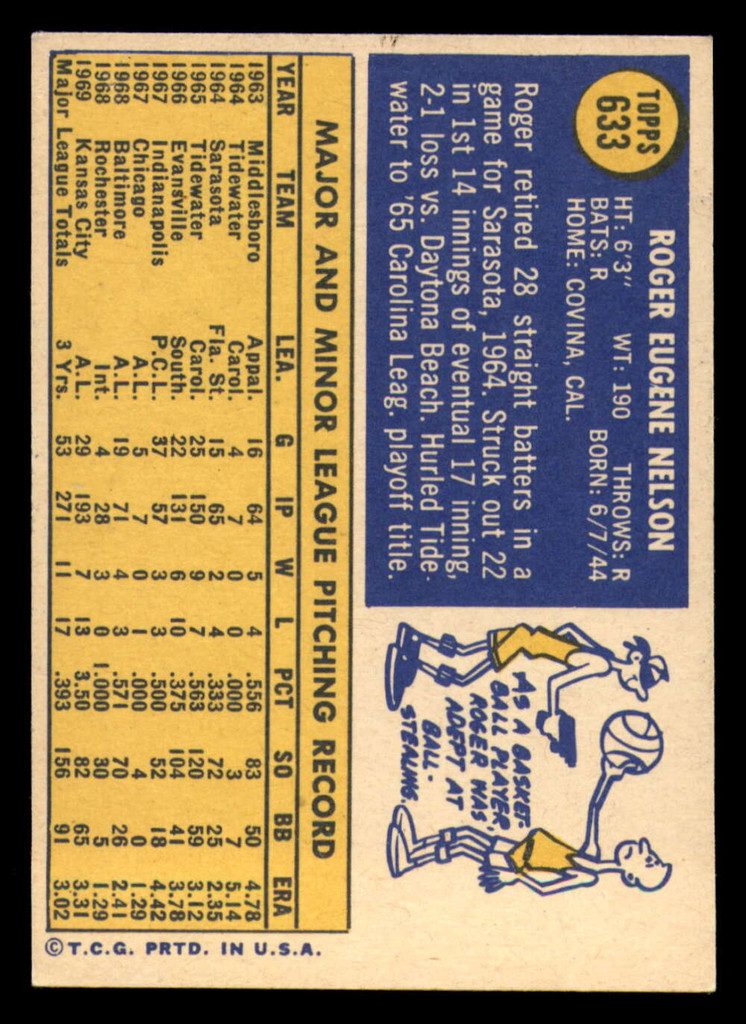 TOPPS
633
ROGER EUGENE NELSON
HT: 6'3" WT: 190 THROWS: R
BATS: R BORN: 6/7/44
HOME: COVINA, CAL.
Roger retired 28 straight batters in a
game for Sarasota, 1964. Struck out 22
in 1st 14 innings of eventual 17 inning,
2-1 loss vs. Daytona Beach. Hurled Tide-
water to '65 Carolina Leag. playoff title.
AS A BASKET-
BALL PLAYER,
ROGER WAS
ADEPT AT
BALL-
STEALING.
MAJOR AND MINOR LEAGUE PITCHING RECORD
YEAR TEAM LEA. G IP W L PCT SO BB ERA
1963 Middlesboro Appal. 16 64 5 4 .556 83 50 4.78
1964 Tidewater Carol. 4 7 0 0 .000 3 7 5.14
1964 Sarasota Fla. St. 15 65 2 4 .333 72 25 2.35
1965 Tidewater Carol. 25 150 9 7 .563 120 59 3.12
1966 Evansville South. 22 131 6 10 .375 104 41 3.78
1967 Indianapolis P.C.L. 37 57 3 3 .500 52 18 4.42
1967 Chicago A.L. 5 7 0 1 .000 4 0 1.29
1968 Baltimore A.L. 19 71 4 3 .571 70 26 2.41
1968 Rochester Int. 4 28 3 0 1.000 30 5 1.29
1969 Kansas City A.L. 29 193 7 13 3.50 82 65 3.31
Major League Totals 3 Yrs. 53 271 11 17 .393 156 91 3.02
© T.C.G. PRTD. IN U.S.A.